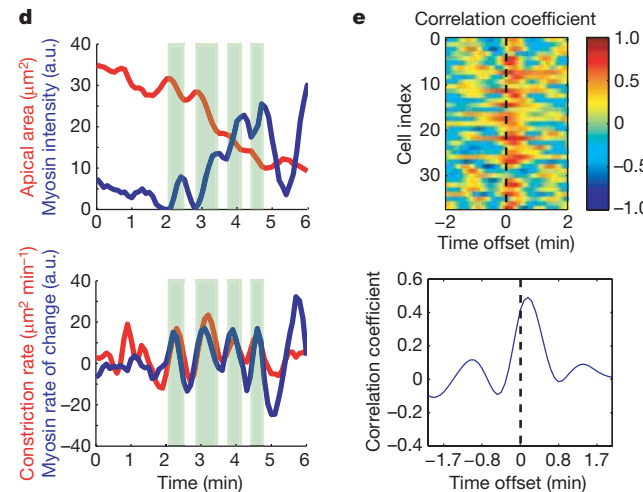 d
Apical area (μm²)
Myosin intensity (a.u.)
40
30
20
10
0
0 1 2 3 4 5 6
Constriction rate (μm² min⁻¹)
Myosin rate of change (a.u.)
40
20
0
−20
−40
0 1 2 3 4 5 6
Time (min)
e
Correlation coefficient
Cell index
0
10
20
30
−2 0 2
Time offset (min)
1.0
0.5
0
−0.5
−1.0
Correlation coefficient
0.6
0.4
0.2
0
−0.2
−0.4
−1.7 −0.8 0 0.8 1.7
Time offset (min)